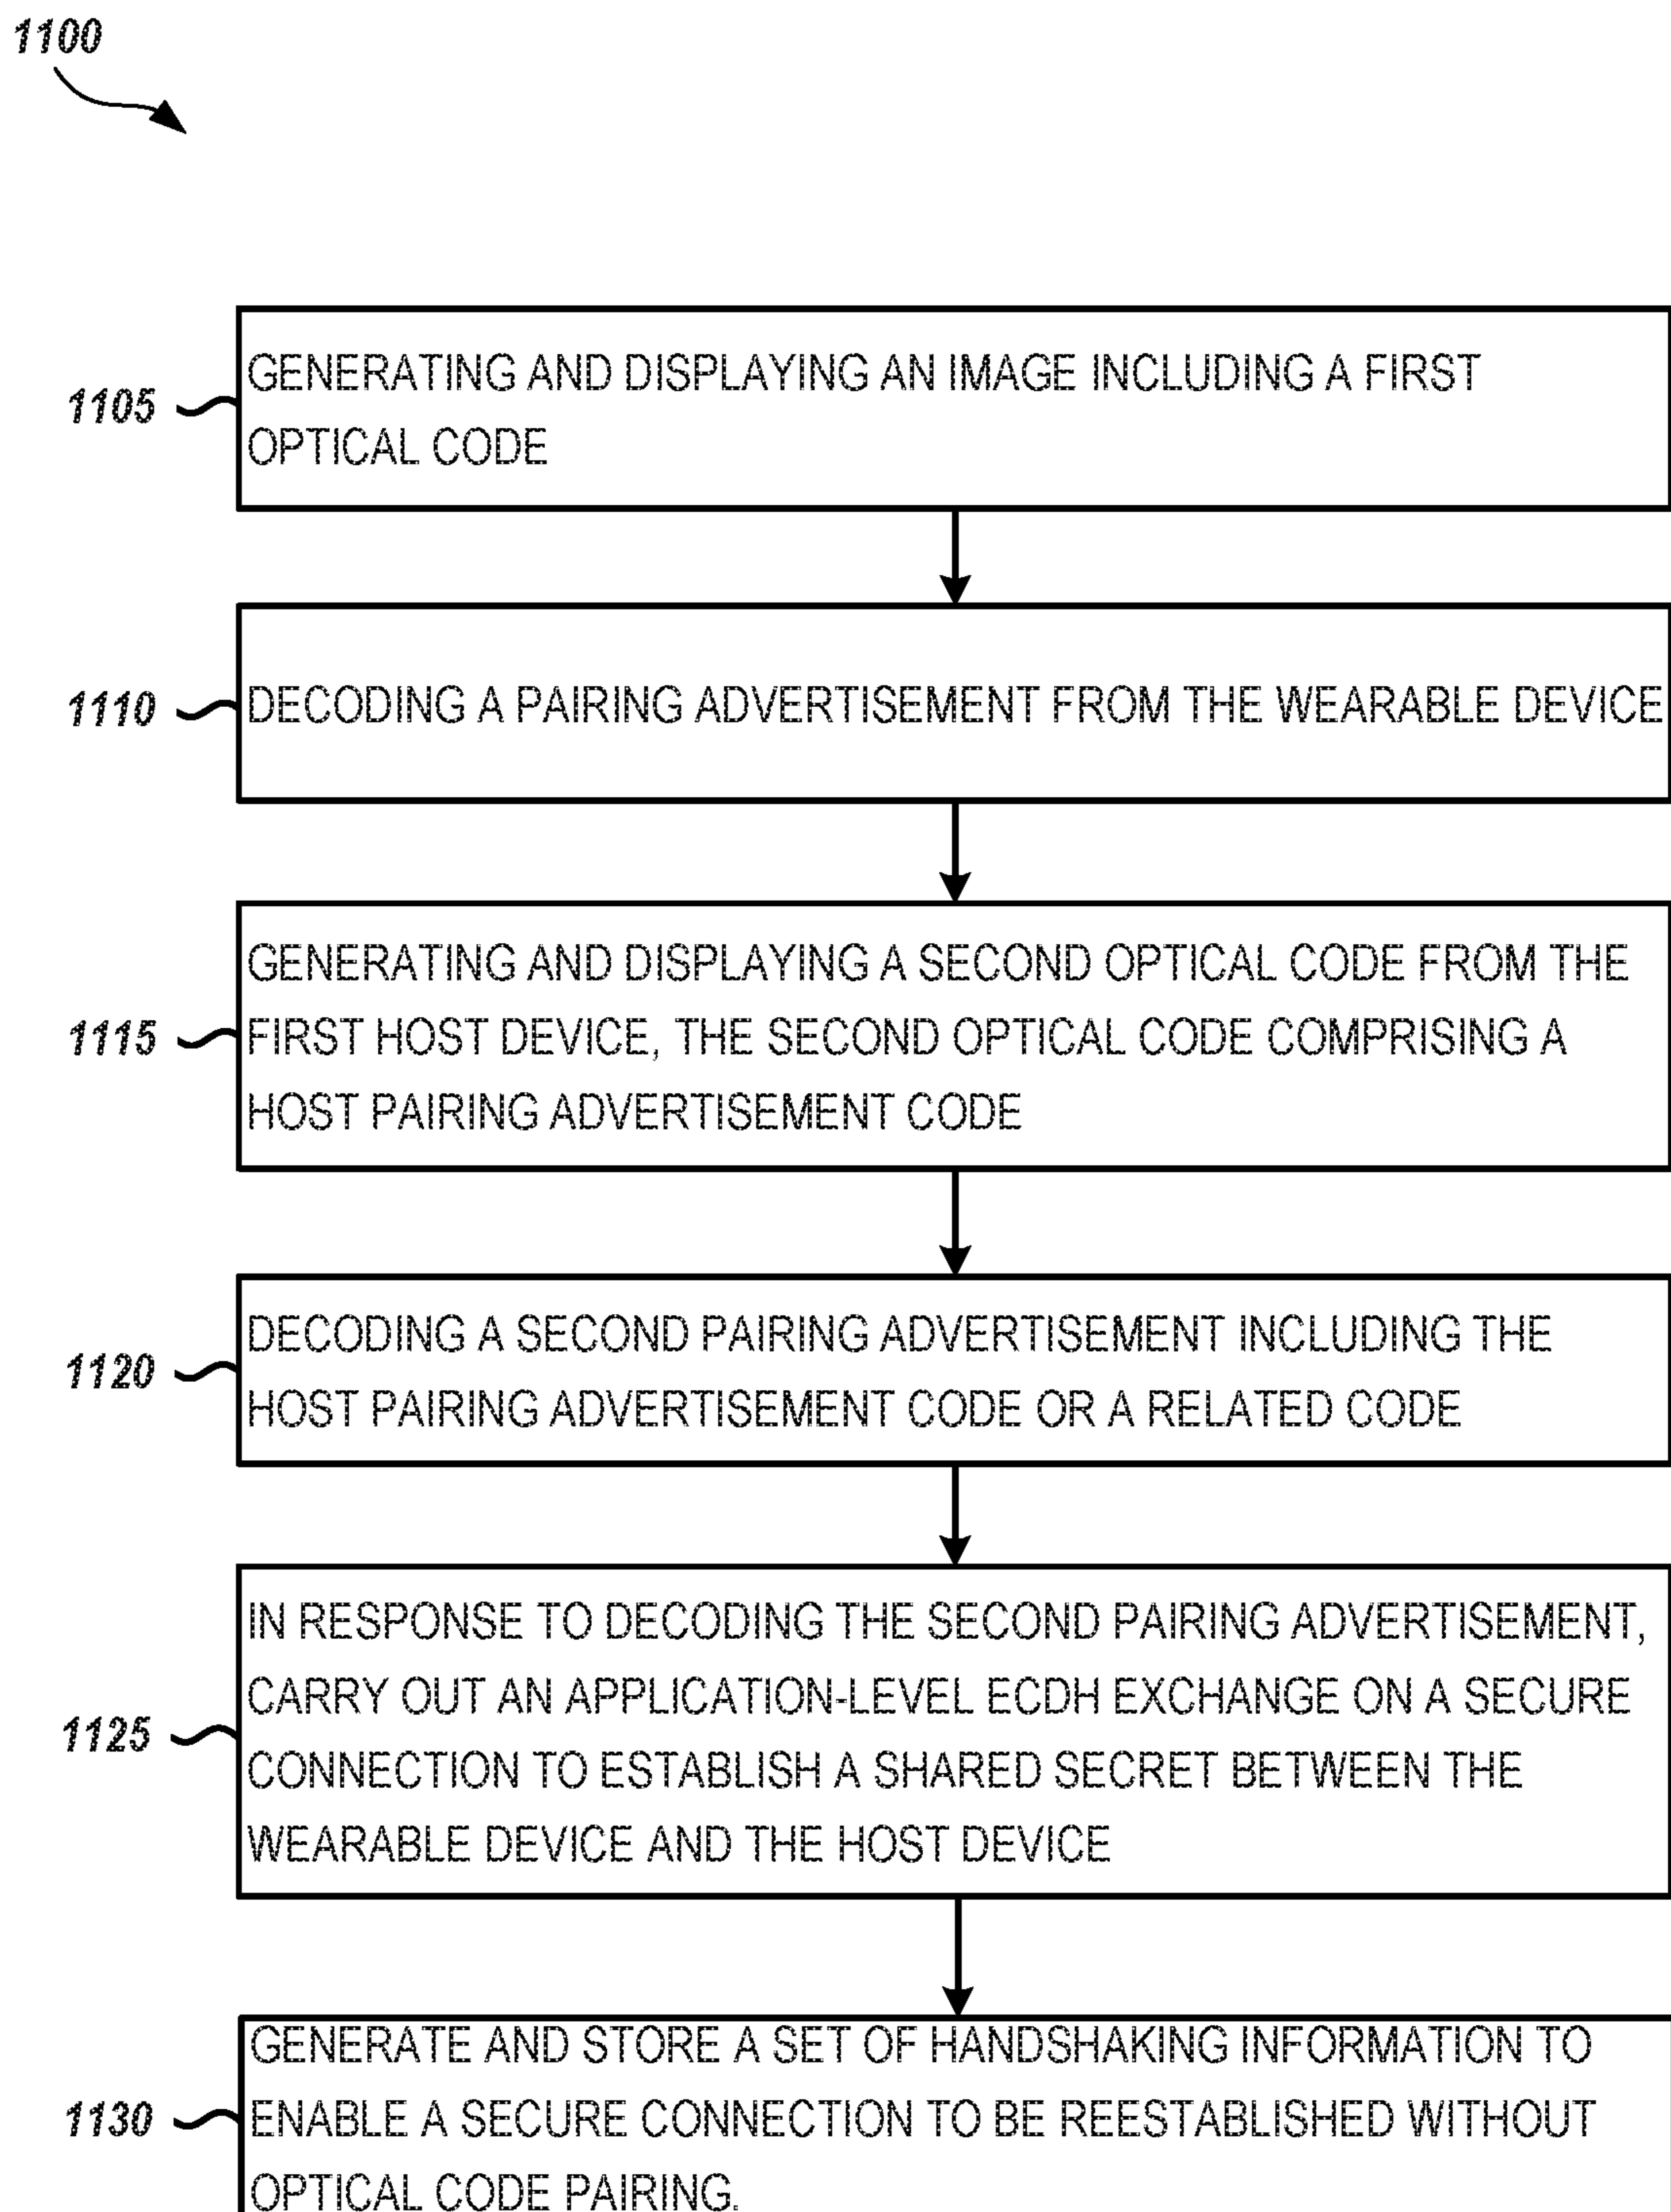 1100
1105
GENERATING AND DISPLAYING AN IMAGE INCLUDING A FIRST
OPTICAL CODE
1110
DECODING A PAIRING ADVERTISEMENT FROM THE WEARABLE DEVICE
1115
GENERATING AND DISPLAYING A SECOND OPTICAL CODE FROM THE
FIRST HOST DEVICE, THE SECOND OPTICAL CODE COMPRISING A
HOST PAIRING ADVERTISEMENT CODE
1120
DECODING A SECOND PAIRING ADVERTISEMENT INCLUDING THE
HOST PAIRING ADVERTISEMENT CODE OR A RELATED CODE
1125
IN RESPONSE TO DECODING THE SECOND PAIRING ADVERTISEMENT,
CARRY OUT AN APPLICATION-LEVEL ECDH EXCHANGE ON A SECURE
CONNECTION TO ESTABLISH A SHARED SECRET BETWEEN THE
WEARABLE DEVICE AND THE HOST DEVICE
1130
GENERATE AND STORE A SET OF HANDSHAKING INFORMATION TO
ENABLE A SECURE CONNECTION TO BE REESTABLISHED WITHOUT
OPTICAL CODE PAIRING.